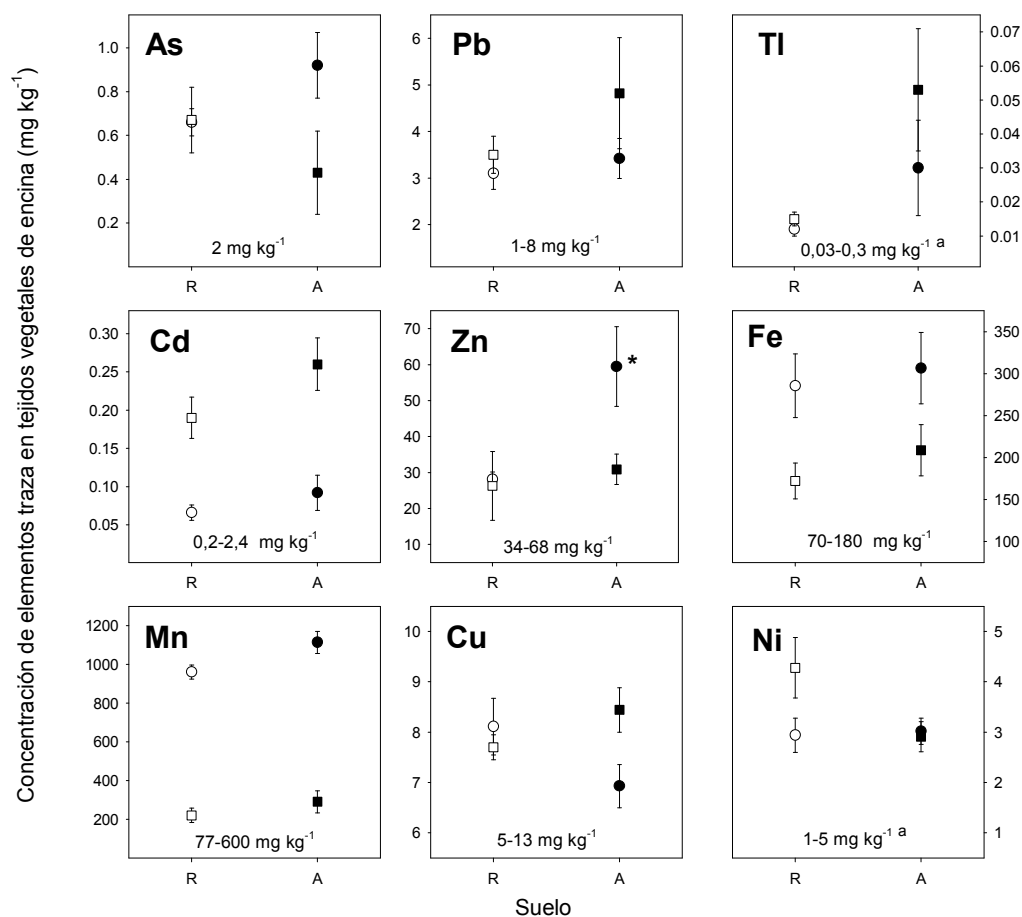 Concentración de elementos traza en tejidos vegetales de encina (mg kg⁻¹)
As
1.0
0.8
0.6
0.4
0.2
2 mg kg⁻¹
R A
Pb
6
5
4
3
2
1-8 mg kg⁻¹
R A
Tl
0.07
0.06
0.05
0.04
0.03
0.02
0.01
0,03-0,3 mg kg⁻¹ ᵃ
R A
Cd
0.30
0.25
0.20
0.15
0.10
0.05
0,2-2,4 mg kg⁻¹
R A
Zn
70
60
50
40
30
20
10
*
34-68 mg kg⁻¹
R A
Fe
350
300
250
200
150
100
70-180 mg kg⁻¹
R A
Mn
1200
1000
800
600
400
200
77-600 mg kg⁻¹
R A
Cu
10
9
8
7
6
5-13 mg kg⁻¹
R A
Ni
5
4
3
2
1
1-5 mg kg⁻¹ ᵃ
R A
Suelo